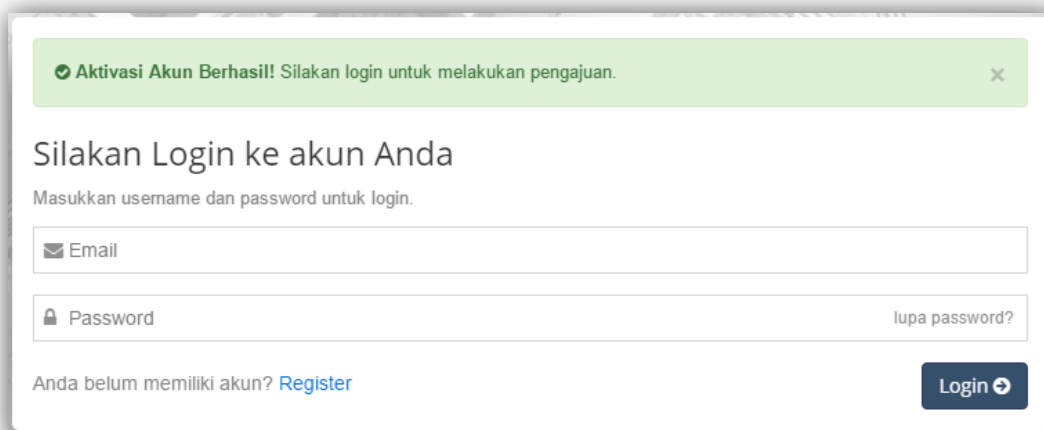 Aktivasi Akun Berhasil! Silakan login untuk melakukan pengajuan. ×
Silakan Login ke akun Anda
Masukkan username dan password untuk login.
Email
Password lupa password?
Anda belum memiliki akun? Register
Login